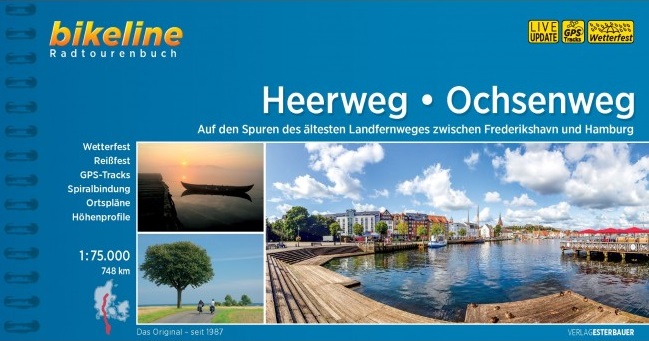 bikeline
Radtourenbuch
LIVE
UPDATE
GPS
Tracks
Wetterfest
Heerweg • Ochsenweg
Auf den Spuren des ältesten Landfernweges zwischen Frederikshavn und Hamburg
Wetterfest
Reißfest
GPS-Tracks
Spiralbindung
Ortspläne
Höhenprofile
1:75.000
748 km
Das Original – seit 1987
VERLAG ESTERBAUER